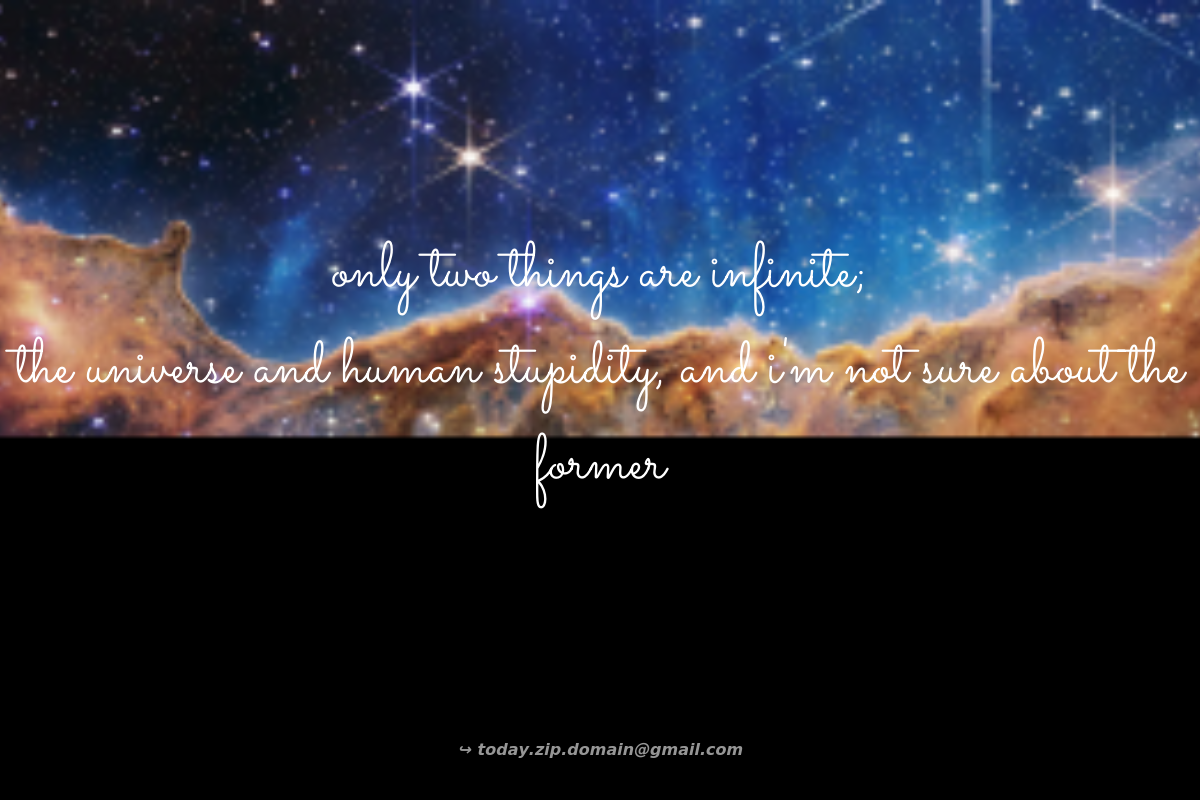 only two things are infinite;
the universe and human stupidity, and i'm not sure about the
former
↪ today.zip.domain@gmail.com